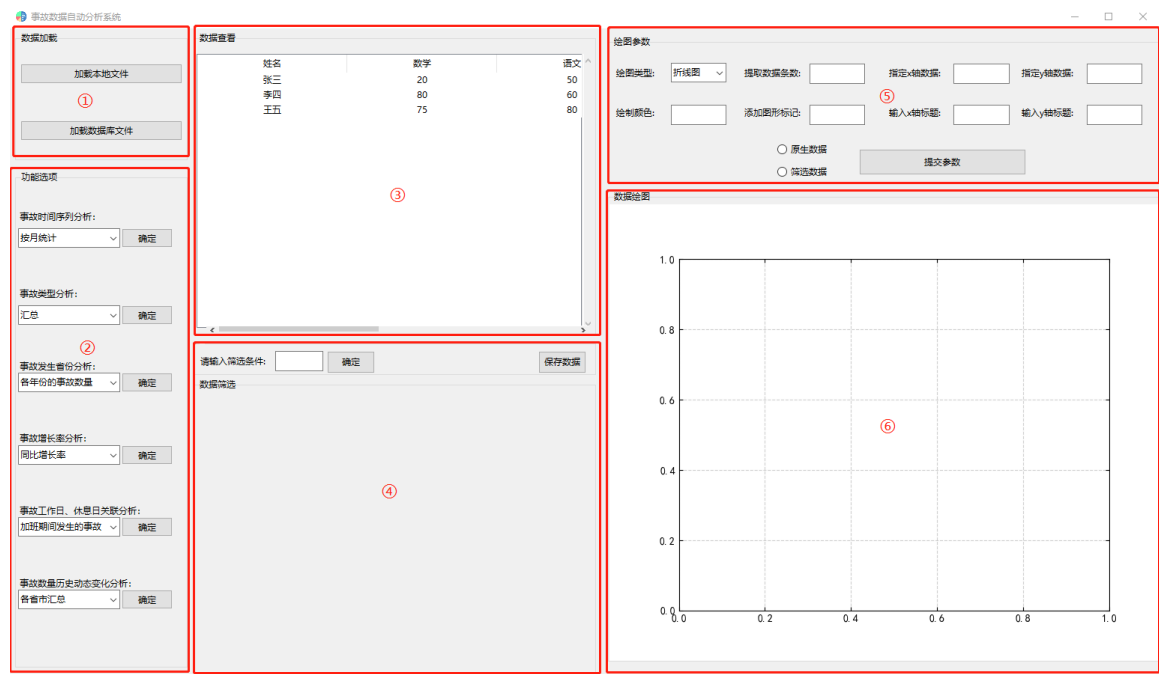 事故数据自动分析系统
数据加载
加载本地文件
①
加载数据库文件
功能选项
事故时间序列分析:
按月统计 确定
事故类型分析:
汇总 确定
②
事故发生省份分析:
各年份的事故数量 确定
事故增长率分析:
同比增长率 确定
事故工作日、休息日关联分析:
加班期间发生的事故 确定
事故数量历史动态变化分析:
各省市汇总 确定
数据查看
姓名 数学 语文
张三 20 50
李四 80 60
王五 75 80
③
请输入筛选条件: 确定 保存数据
数据筛选
④
绘图参数
绘图类型: 折线图 提取数据条数: 指定x轴数据: 指定y轴数据:
⑤
绘制颜色: 添加图形标记: 输入x轴标题: 输入y轴标题:
原生数据
筛选数据
提交参数
数据绘图
1.0
0.8
0.6
⑥
0.4
0.2
0.0
0.0 0.2 0.4 0.6 0.8 1.0